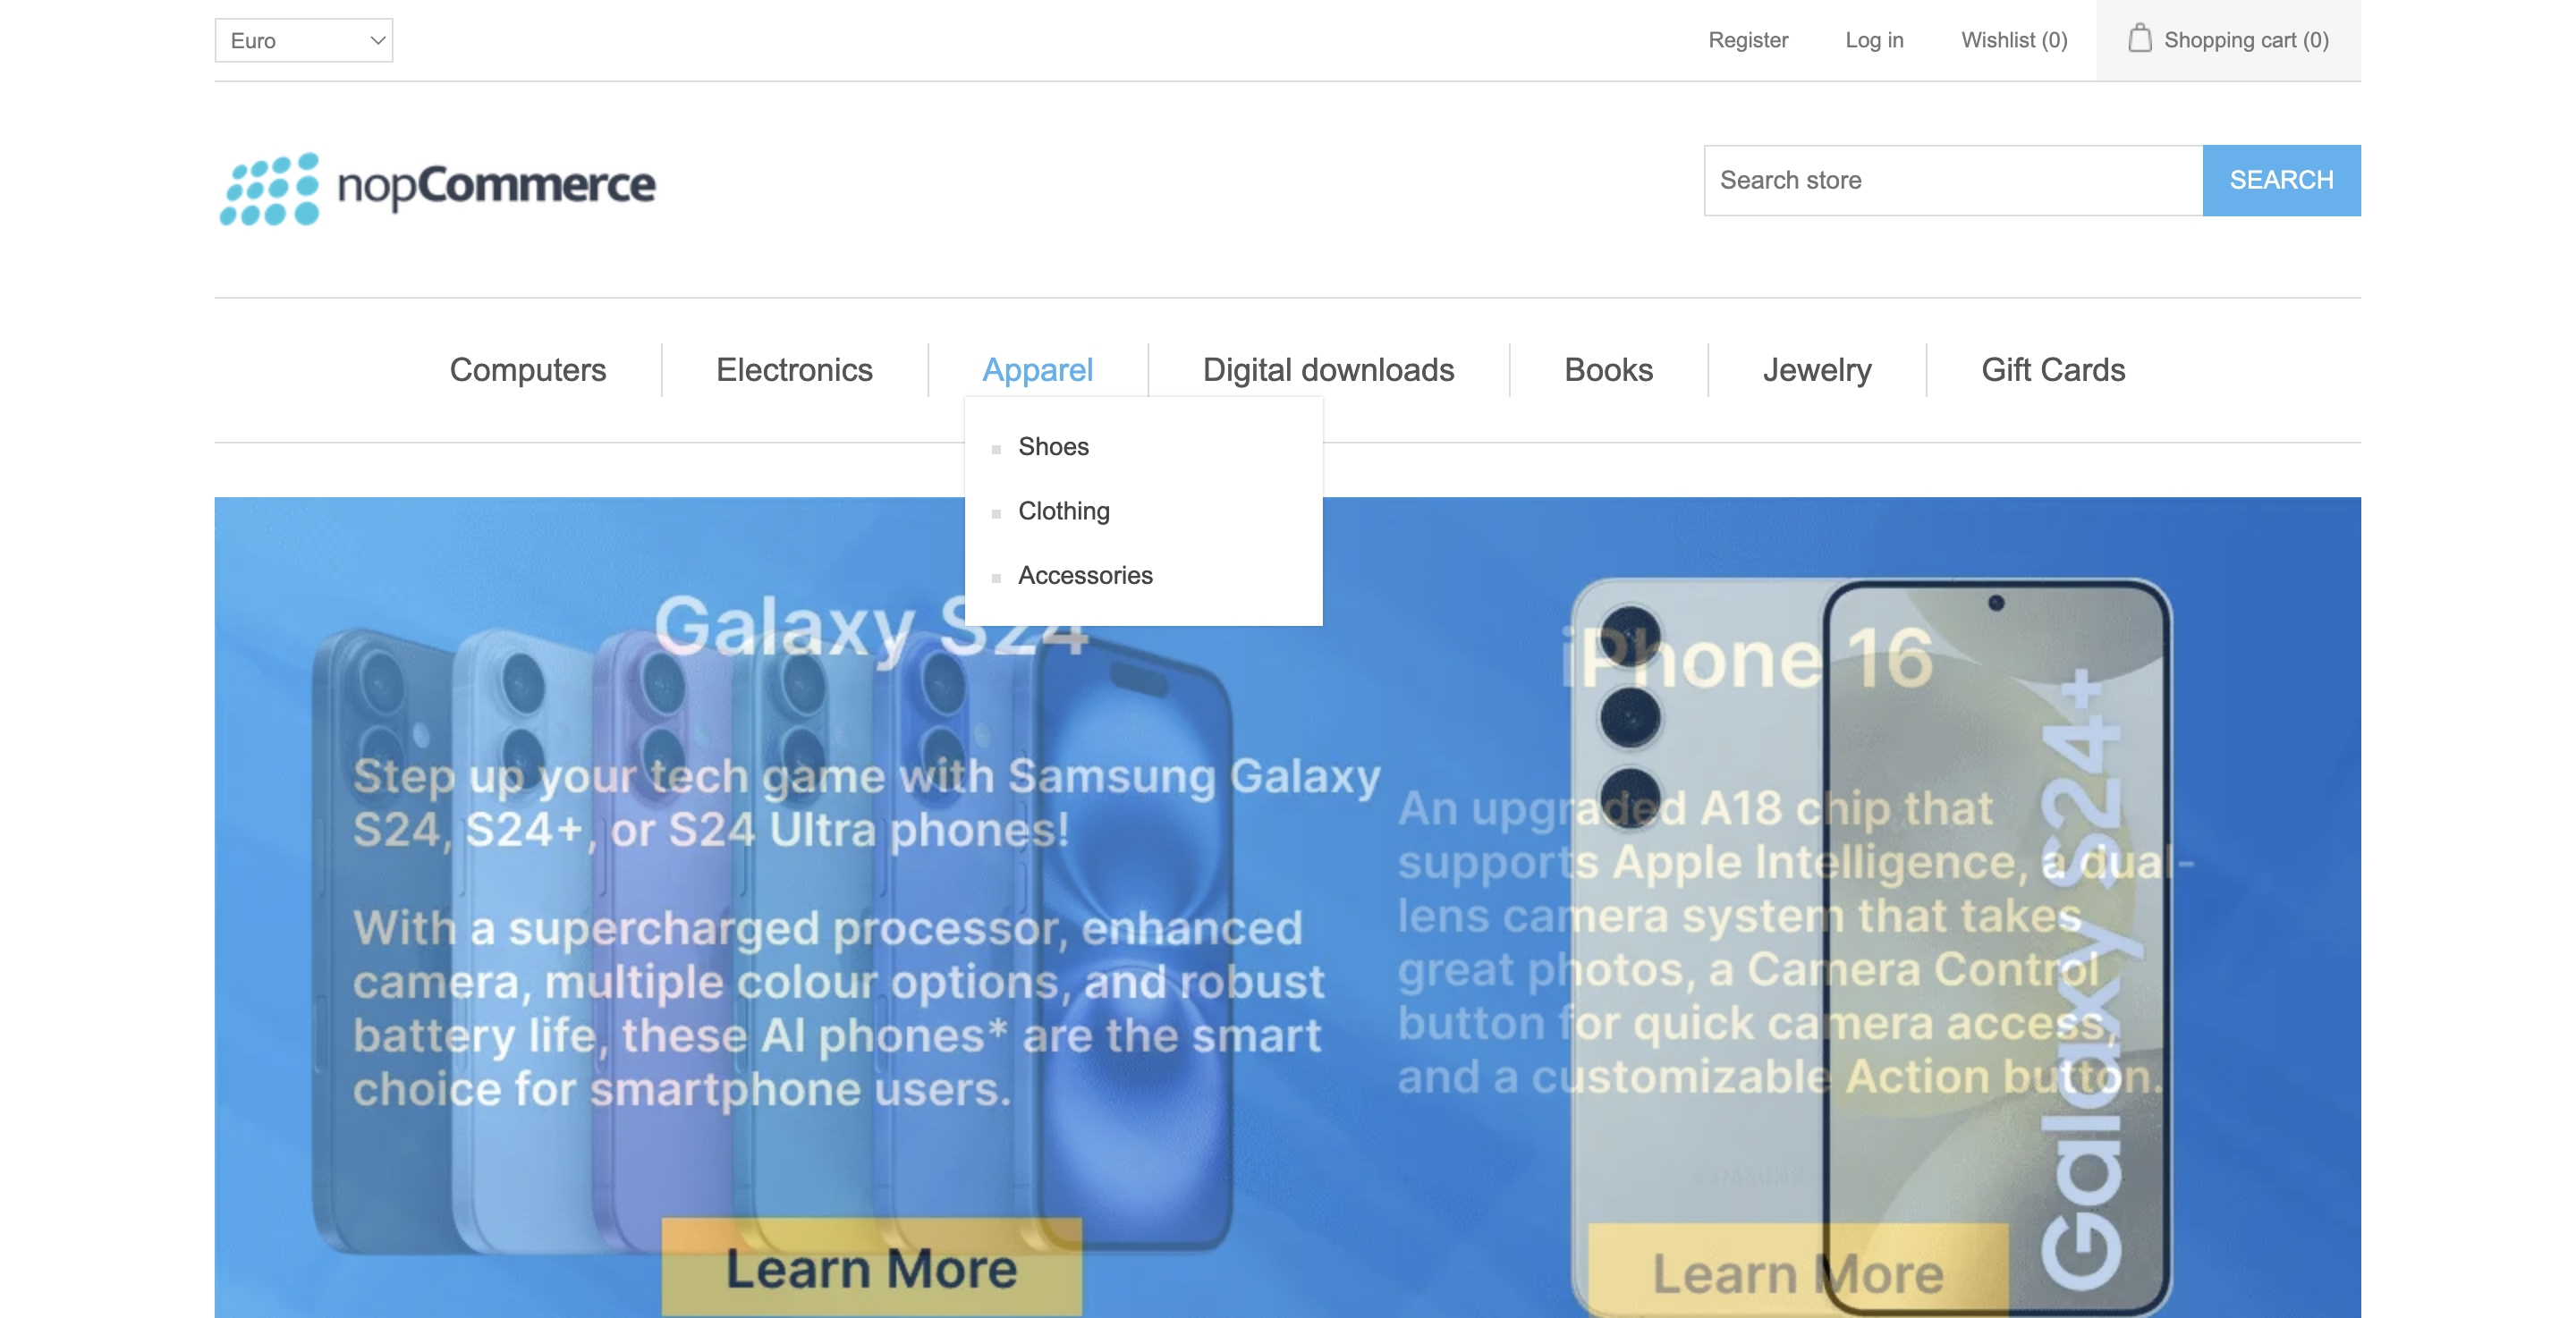 Euro
Register
Log in
Wishlist (0)
Shopping cart (0)
nopCommerce
Search store
SEARCH
Computers
Electronics
Apparel
Digital downloads
Books
Jewelry
Gift Cards
Shoes
Clothing
Accessories
Galaxy S24
Step up your tech game with Samsung Galaxy
S24, S24+, or S24 Ultra phones!
With a supercharged processor, enhanced
camera, multiple colour options, and robust
battery life, these AI phones* are the smart
choice for smartphone users.
Learn More
iPhone 16
An upgraded A18 chip that
supports Apple Intelligence, a dual-
lens camera system that takes
great photos, a Camera Control
button for quick camera access,
and a customizable Action button.
Learn More
Galaxy S24+